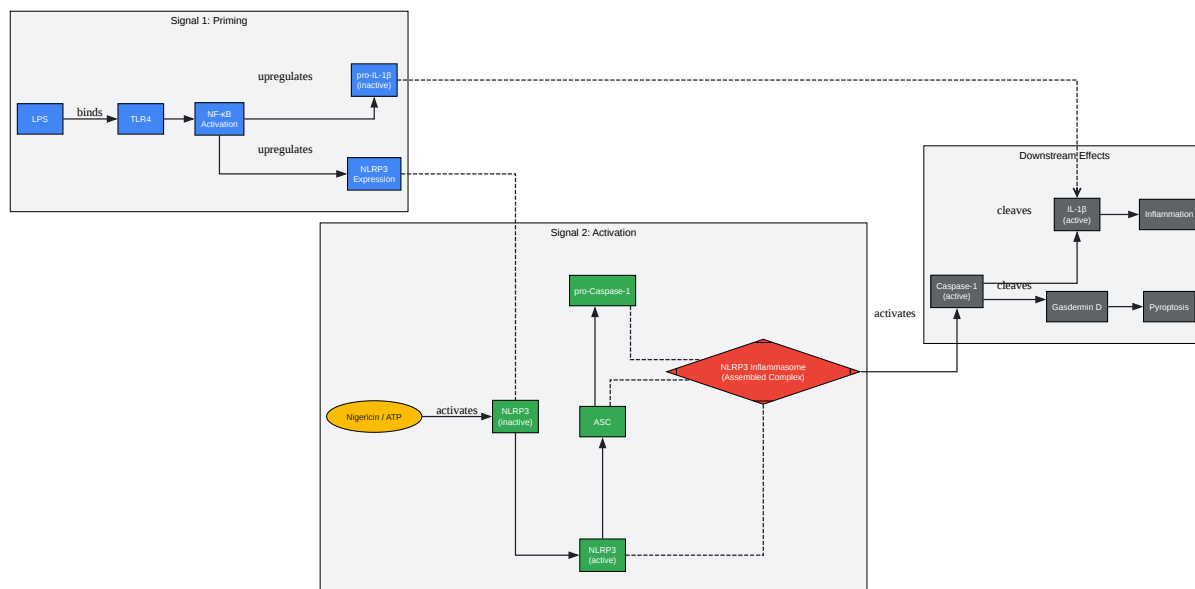 Signal 1: Priming
LPS
binds
TLR4
NF-κB
Activation
upregulates
pro-IL-1β
(inactive)
upregulates
NLRP3
Expression
Signal 2: Activation
pro-Caspase-1
Nigericin / ATP
activates
NLRP3
(inactive)
ASC
NLRP3
(active)
NLRP3 Inflammasome
(Assembled Complex)
activates
Downstream Effects
cleaves
IL-1β
(active)
Inflammation
Caspase-1
(active)
cleaves
Gasdermin D
Pyroptosis